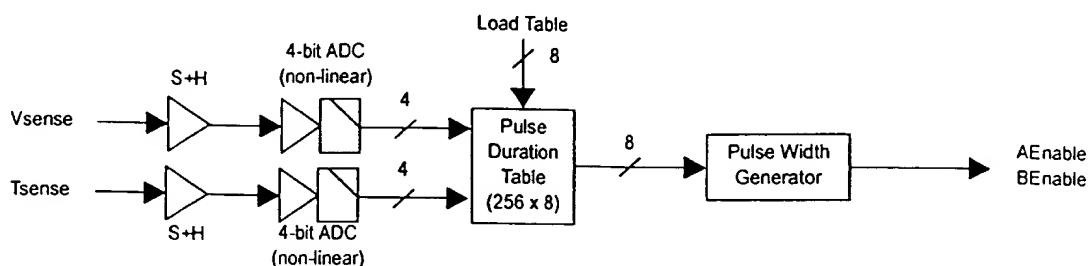 Load Table
8
4-bit ADC
(non-linear)
S+H
4
Vsense
Pulse
Duration
Table
(256 x 8)
8
Pulse Width
Generator
AEnable
BEnable
Tsense
4
S+H
4-bit ADC
(non-linear)